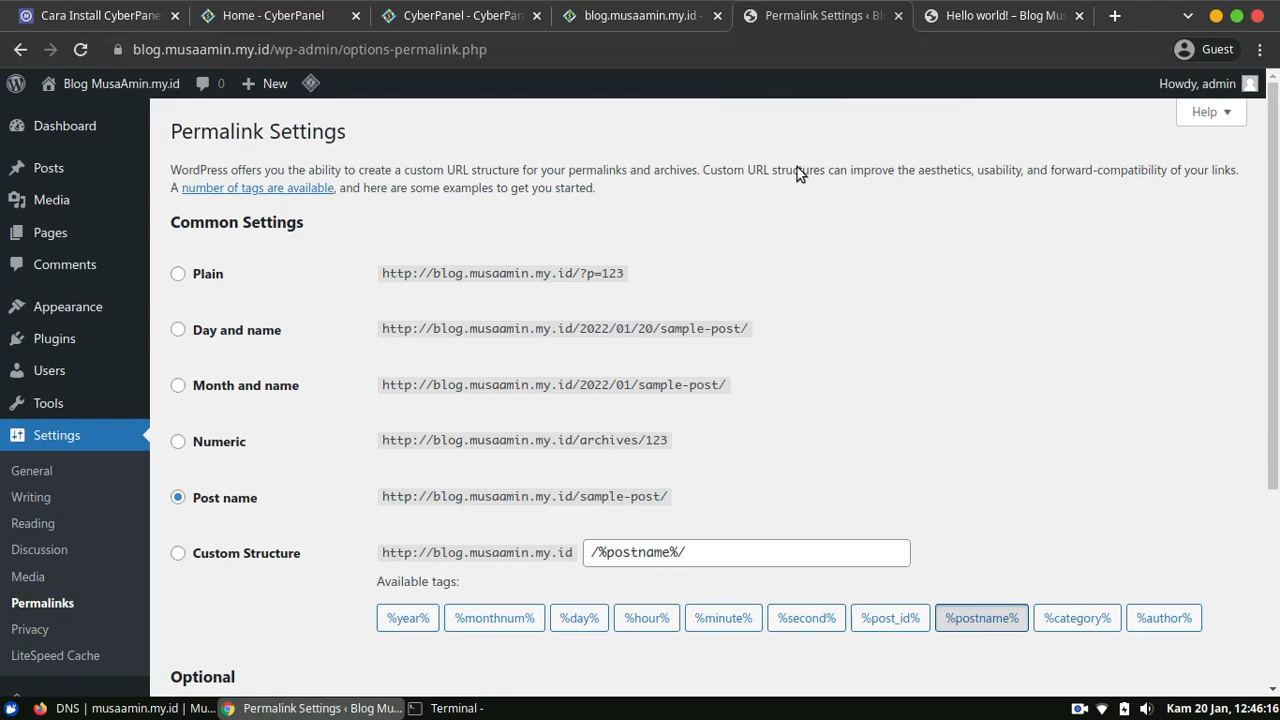 Cara Install CyberPane
Home - CyberPanel
CyberPanel - CyberPan
blog.musaamin.my.id -
Permalink Settings ‹ Bl
Hello world! – Blog Mus
blog.musaamin.my.id/wp-admin/options-permalink.php
Guest
Blog MusaAmin.my.id
0
New
Howdy, admin
Dashboard
Posts
Media
Pages
Comments
Appearance
Plugins
Users
Tools
Settings
General
Writing
Reading
Discussion
Media
Permalinks
Privacy
LiteSpeed Cache
Help
Permalink Settings
WordPress offers you the ability to create a custom URL structure for your permalinks and archives. Custom URL structures can improve the aesthetics, usability, and forward-compatibility of your links.
A number of tags are available, and here are some examples to get you started.
Common Settings
Plain http://blog.musaamin.my.id/?p=123
Day and name http://blog.musaamin.my.id/2022/01/20/sample-post/
Month and name http://blog.musaamin.my.id/2022/01/sample-post/
Numeric http://blog.musaamin.my.id/archives/123
Post name http://blog.musaamin.my.id/sample-post/
Custom Structure http://blog.musaamin.my.id /%postname%/
Available tags:
%year% %monthnum% %day% %hour% %minute% %second% %post_id% %postname% %category% %author%
Optional
DNS | musaamin.my.id | Mu...
Permalink Settings ‹ Blog Mu...
Terminal -
Kam 20 Jan, 12:46:16